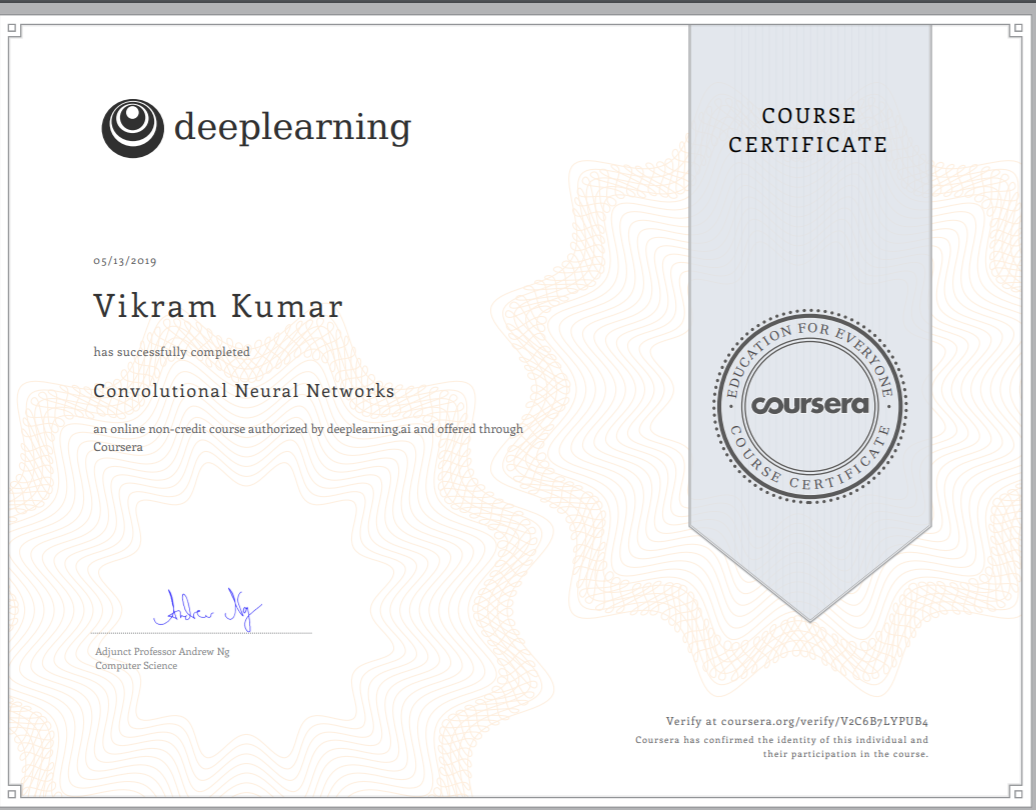 deeplearning
COURSE
CERTIFICATE
05/13/2019
Vikram Kumar
has successfully completed
Convolutional Neural Networks
an online non-credit course authorized by deeplearning.ai and offered through
Coursera
EDUCATION FOR EVERYONE
coursera
COURSE CERTIFICATE
Andrew Ng
Adjunct Professor Andrew Ng
Computer Science
Verify at coursera.org/verify/V2C6B7LYPUB4
Coursera has confirmed the identity of this individual and
their participation in the course.